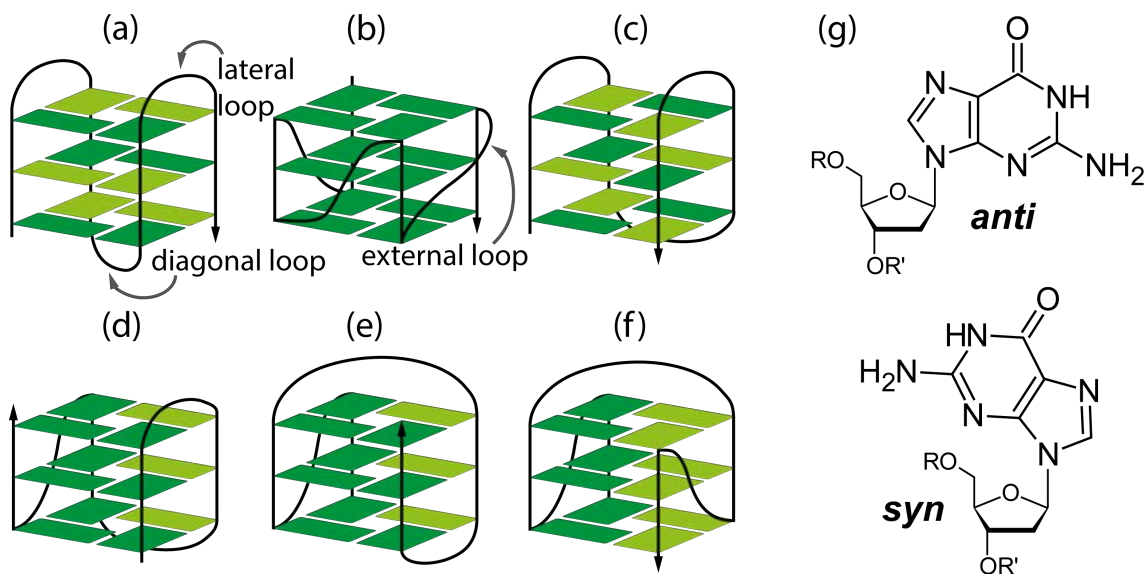 (a)
(b)
(c)
(g)
lateral
loop
diagonal loop
external loop
(d)
(e)
(f)
O
N
NH
N
N
NH2
RO
O
anti
OR'
O
HN
H2N
N
N
N
RO
O
syn
OR'